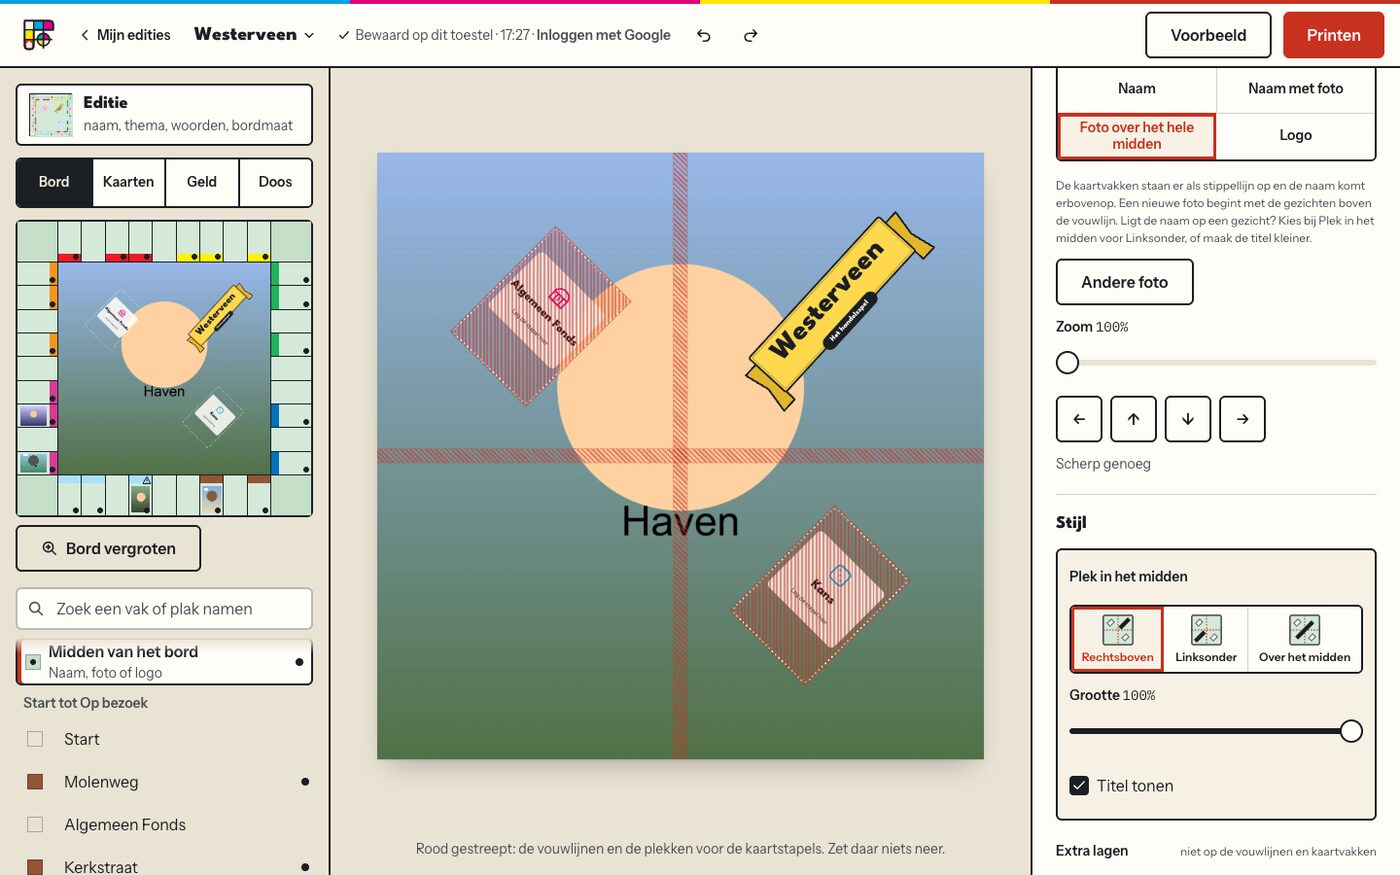 Mijn edities
Westerveen
Bewaard op dit toestel · 17:27 · Inloggen met Google
Voorbeeld
Printen
Editie
naam, thema, woorden, bordmaat
Bord
Kaarten
Geld
Doos
Algemeen Fonds
Westerveen
Haven
Kans
Bord vergroten
Zoek een vak of plak namen
Midden van het bord
Naam, foto of logo
Start tot Op bezoek
Start
Molenweg
Algemeen Fonds
Kerkstraat
Algemeen Fonds
Westerveen
Het handelsspel
Haven
Kans
Rood gestreept: de vouwlijnen en de plekken voor de kaartstapels. Zet daar niets neer.
Naam
Naam met foto
Foto over het hele
midden
Logo
De kaartvakken staan er als stippellijn op en de naam komt
erbovenop. Een nieuwe foto begint met de gezichten boven
de vouwlijn. Ligt de naam op een gezicht? Kies bij Plek in het
midden voor Linksonder, of maak de titel kleiner.
Andere foto
Zoom 100%
Scherp genoeg
Stijl
Plek in het midden
Rechtsboven
Linksonder
Over het midden
Grootte 100%
Titel tonen
Extra lagen
niet op de vouwlijnen en kaartvakken